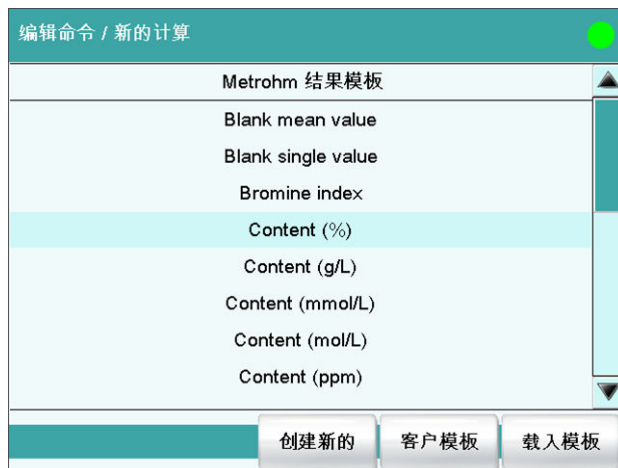 编辑命令 / 新的计算
Metrohm 结果模板
Blank mean value
Blank single value
Bromine index
Content (%)
Content (g/L)
Content (mmol/L)
Content (mol/L)
Content (ppm)
创建新的 客户模板 载入模板